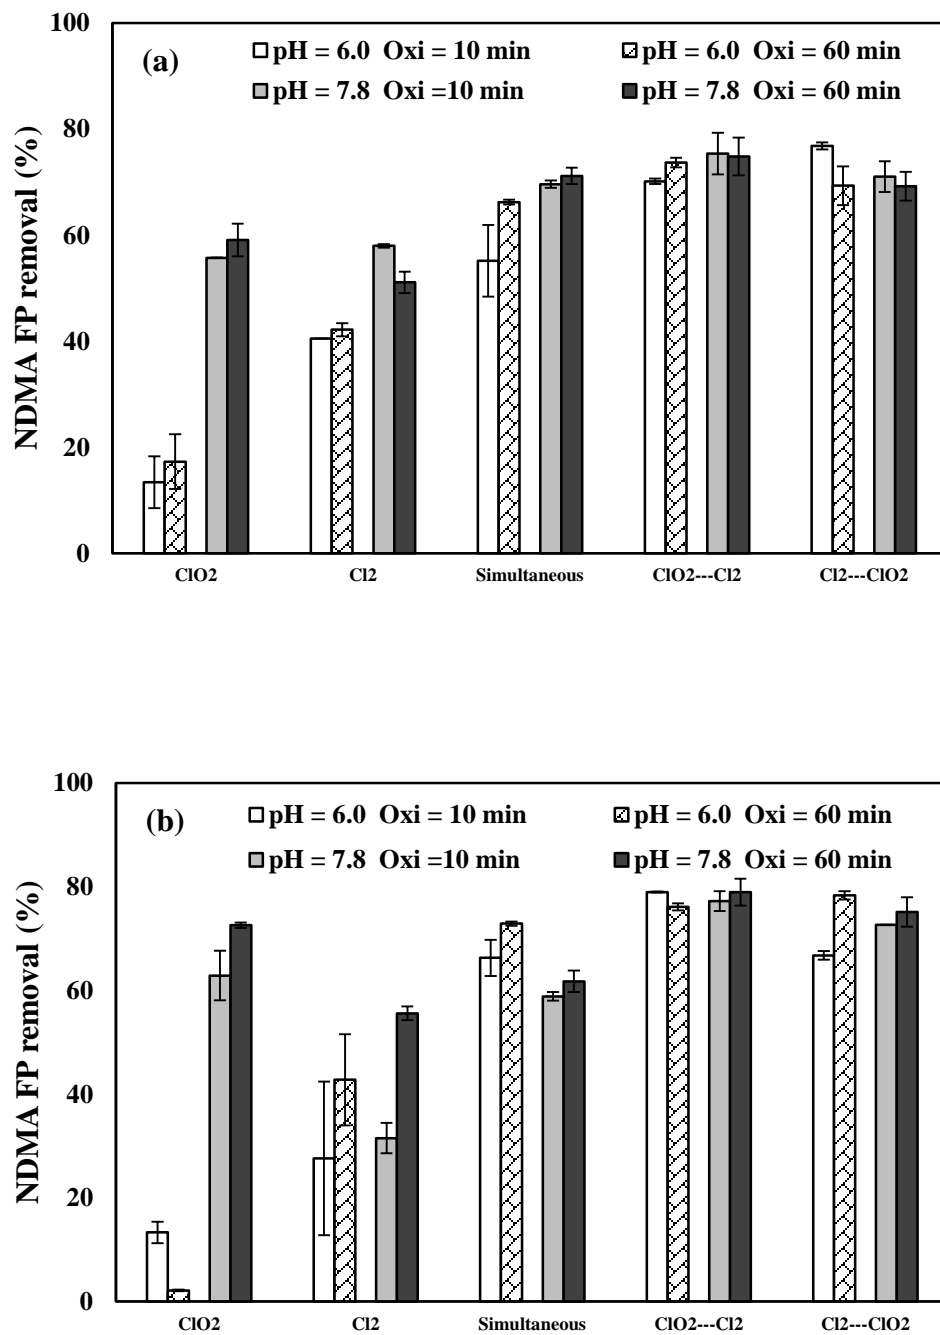 100
(a)
pH = 6.0  Oxi = 10 min
pH = 6.0  Oxi = 60 min
pH = 7.8  Oxi =10 min
pH = 7.8  Oxi = 60 min
80
60
40
20
0
NDMA FP removal (%)
ClO2
Cl2
Simultaneous
ClO2---Cl2
Cl2---ClO2
100
(b)
pH = 6.0  Oxi = 10 min
pH = 6.0  Oxi = 60 min
pH = 7.8  Oxi =10 min
pH = 7.8  Oxi = 60 min
80
60
40
20
0
NDMA FP removal (%)
ClO2
Cl2
Simultaneous
ClO2---Cl2
Cl2---ClO2